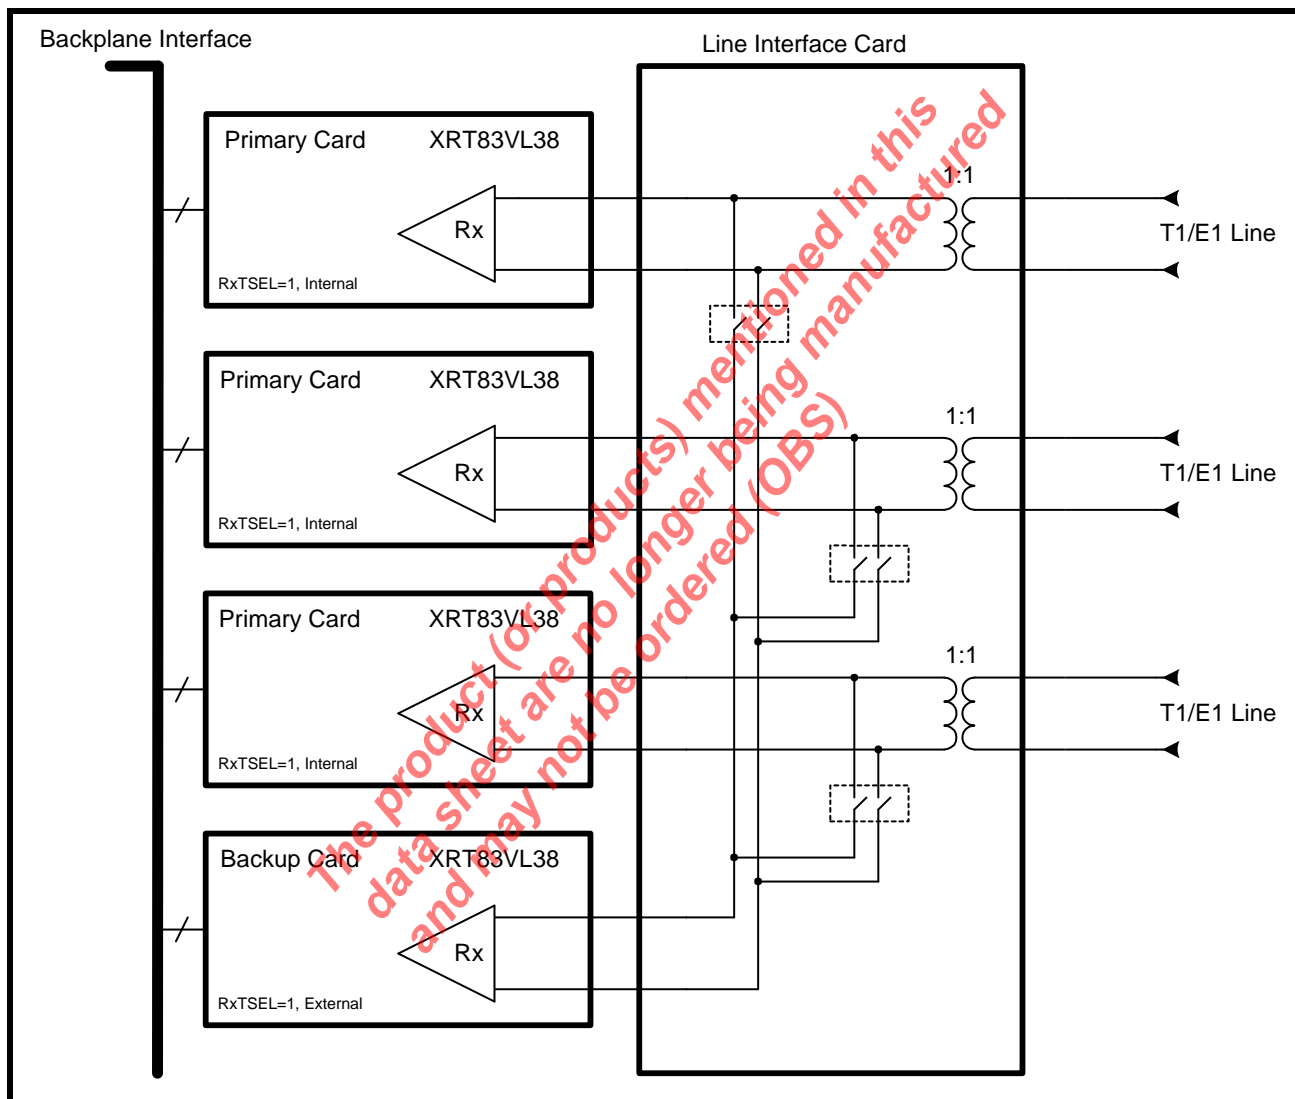 Backplane Interface
Line Interface Card
Primary Card XRT83VL38
Rx
RxTSEL=1, Internal
1:1
T1/E1 Line
Primary Card XRT83VL38
Rx
RxTSEL=1, Internal
1:1
T1/E1 Line
Primary Card XRT83VL38
Rx
RxTSEL=1, Internal
1:1
T1/E1 Line
Backup Card XRT83VL38
Rx
RxTSEL=1, External
The product (or products) mentioned in this
data sheet are no longer being manufactured
and may not be ordered (OBS)